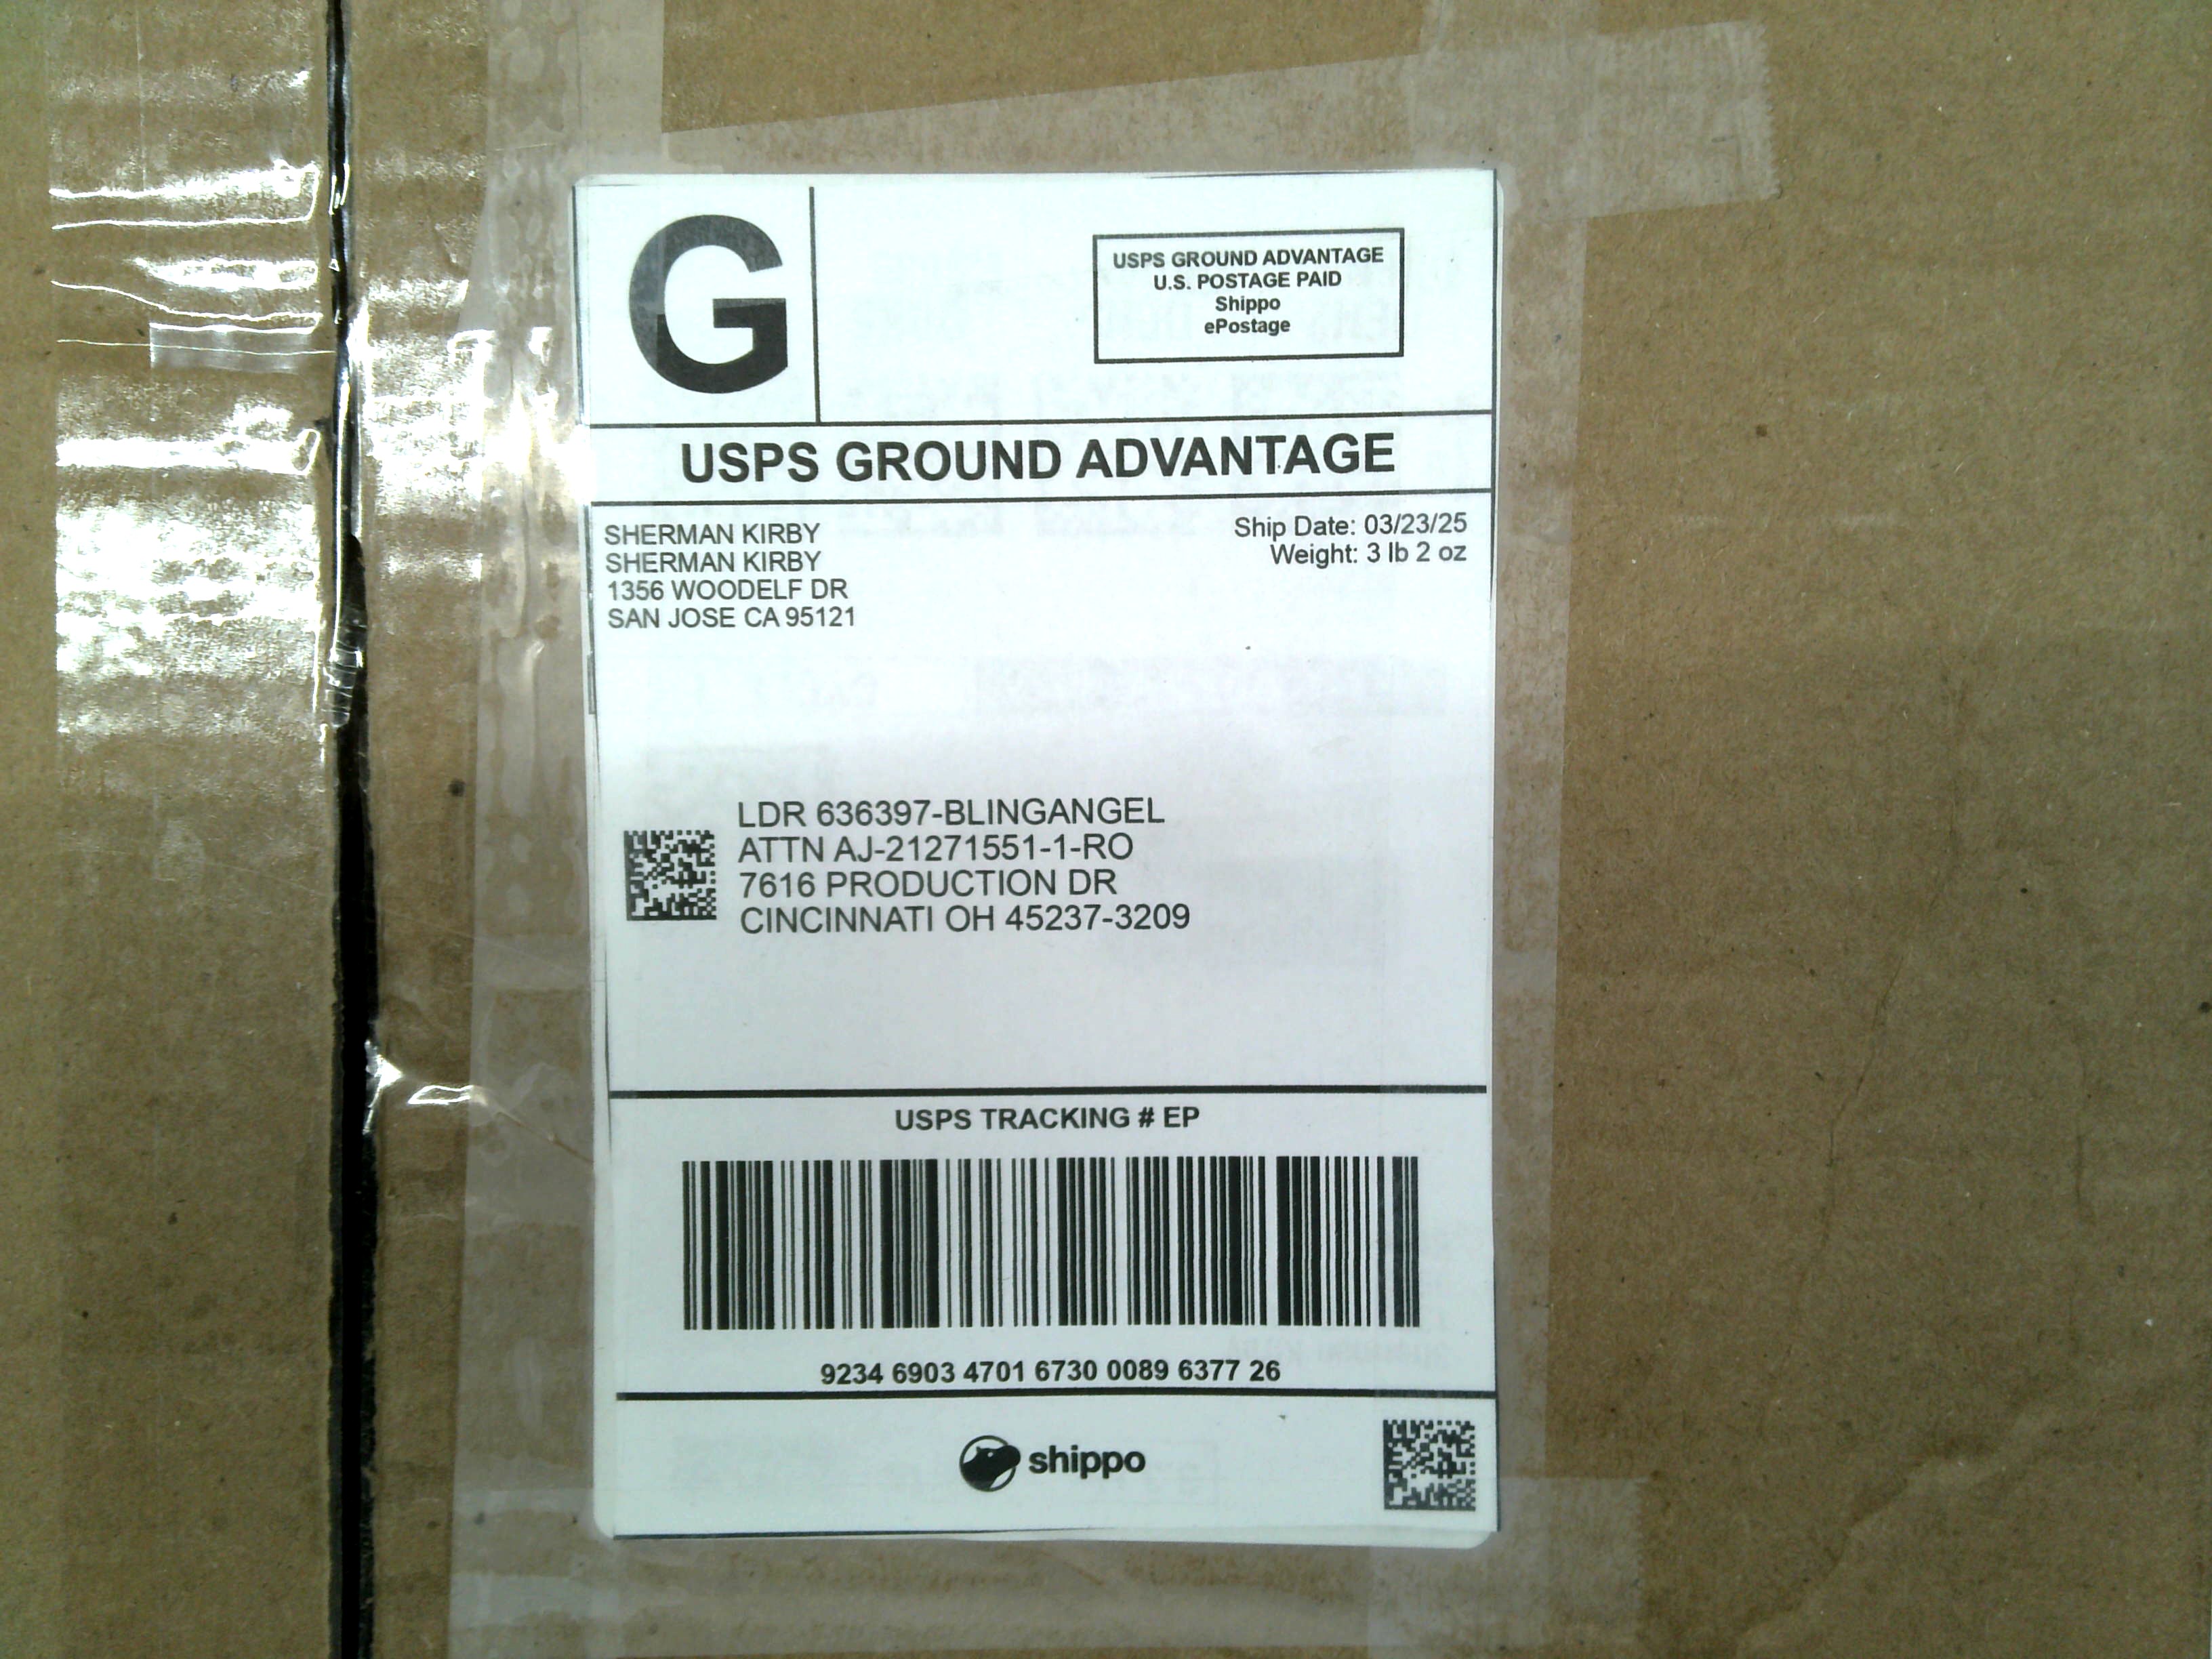 G
USPS GROUND ADVANTAGE
U.S. POSTAGE PAID
Shippo
ePostage
USPS GROUND ADVANTAGE
SHERMAN KIRBY
SHERMAN KIRBY
1356 WOODELF DR
SAN JOSE CA 95121
Ship Date: 03/23/25
Weight: 3 lb 2 oz
LDR 636397-BLINGANGEL
ATTN AJ-21271551-1-RO
7616 PRODUCTION DR
CINCINNATI OH 45237-3209
USPS TRACKING # EP
9234 6903 4701 6730 0089 6377 26
shippo